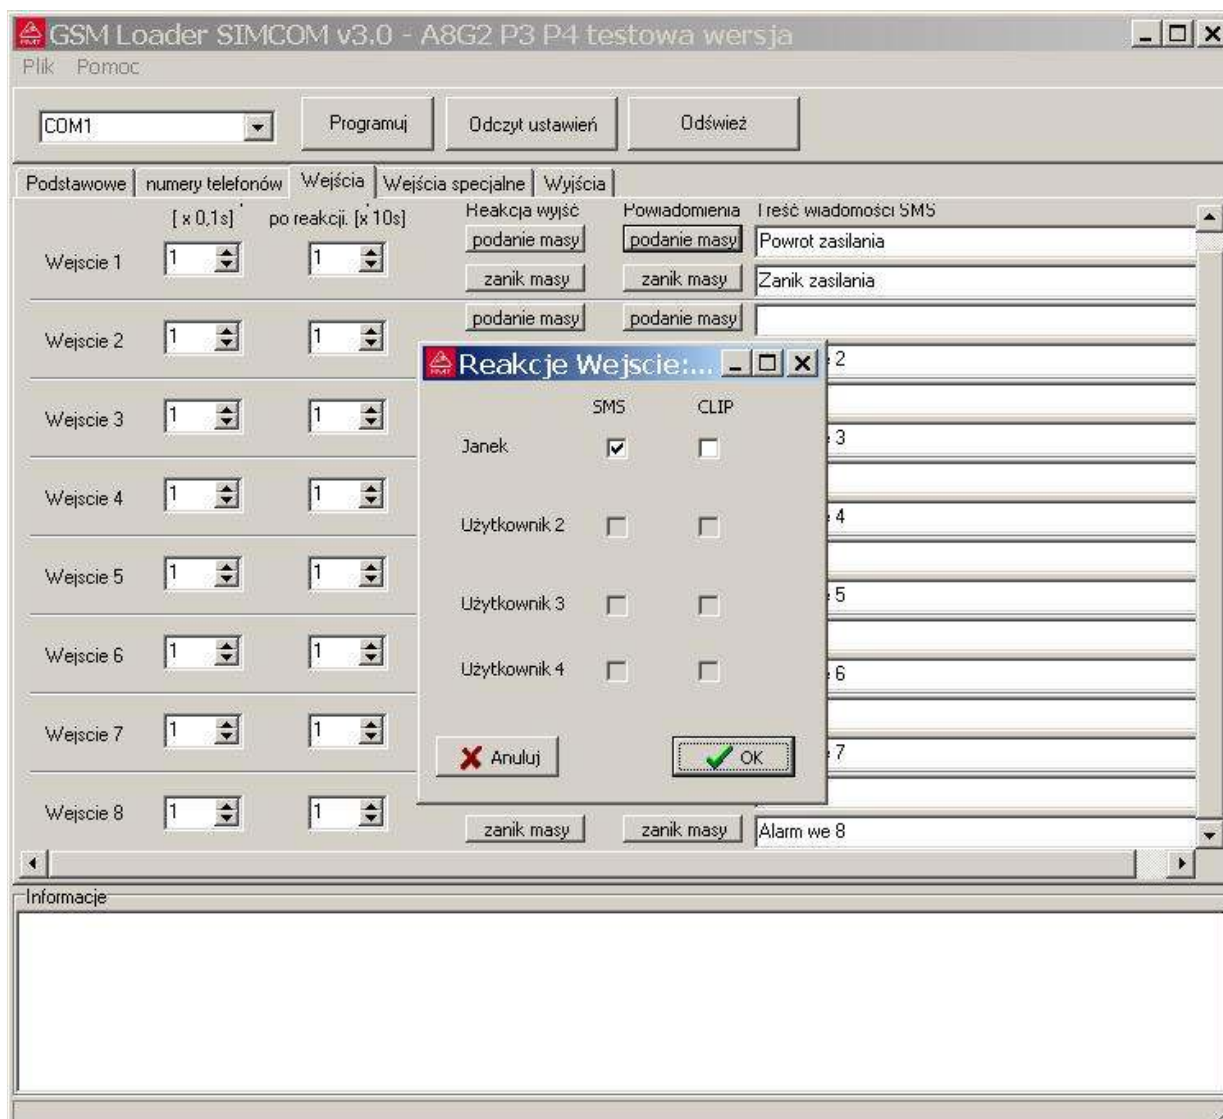 GSM Loader SIMCOM v3.0 - A8G2 P3 P4 testowa wersja
Plik Pomoc
COM1 Programuj Odczyt ustawień Odśwież
Podstawowe numery telefonów Wejścia Wejścia specjalne Wyjścia
[ x 0,1s] po reakcji. [x 10s] Reakcja wyjść Powiadomienia Treść wiadomości SMS
Wejscie 1 1 1 podanie masy podanie masy Powrot zasilania
zanik masy zanik masy Zanik zasilania
Wejscie 2 1 1 podanie masy podanie masy
2
Wejscie 3 1 1
3
Wejscie 4 1 1
4
Wejscie 5 1 1
5
Wejscie 6 1 1
6
Wejscie 7 1 1
7
Wejscie 8 1 1
zanik masy zanik masy Alarm we 8
Reakcje Wejscie:...
SMS CLIP
Janek
Użytkownik 2
Użytkownik 3
Użytkownik 4
Anuluj OK
Informacje